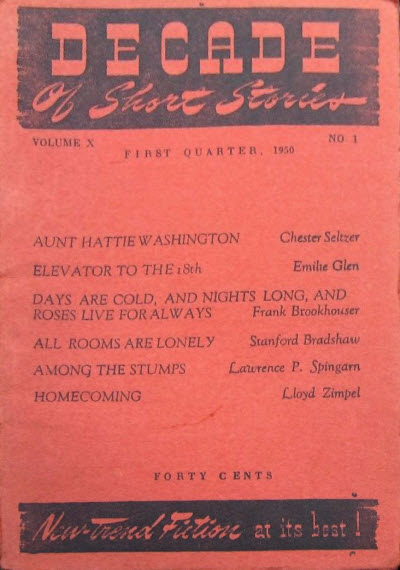 DECADE
Of Short Stories
VOLUME X NO 1
FIRST QUARTER, 1950
AUNT HATTIE WASHINGTON Chester Seltzer
ELEVATOR TO THE 18th Emilie Glen
DAYS ARE COLD, AND NIGHTS LONG, AND
ROSES LIVE FOR ALWAYS Frank Brookhouser
ALL ROOMS ARE LONELY Stanford Bradshaw
AMONG THE STUMPS Lawrence P. Spingarn
HOMECOMING Lloyd Zimpel
FORTY CENTS
New-trend Fiction at its best!